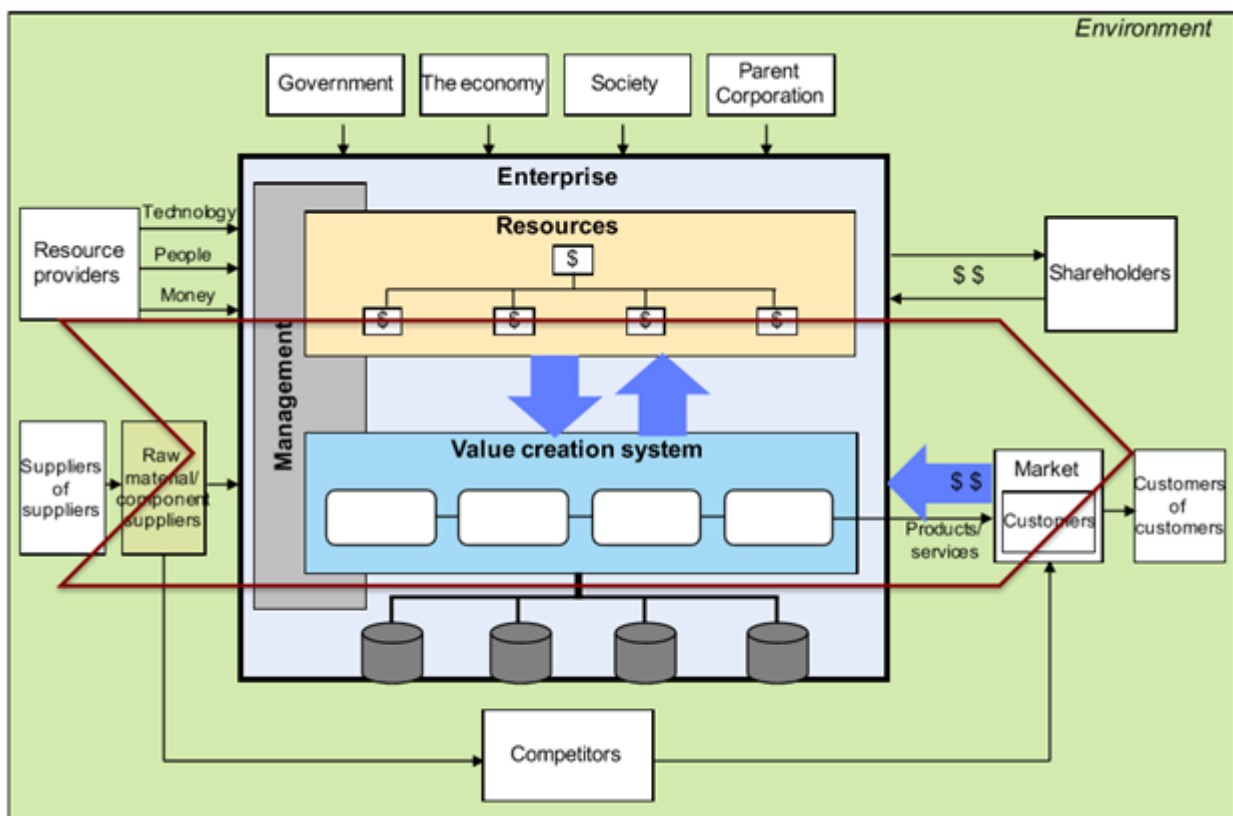 Environment
Government
The economy
Society
Parent
Corporation
Enterprise
Management
Resources
$
$
$
$
$
Technology
People
Money
Resource
providers
$ $
Shareholders
Value creation system
Suppliers
of
suppliers
Raw
material/
component
suppliers
$ $
Products/
services
Market
Customers
Customers
of
customers
Competitors